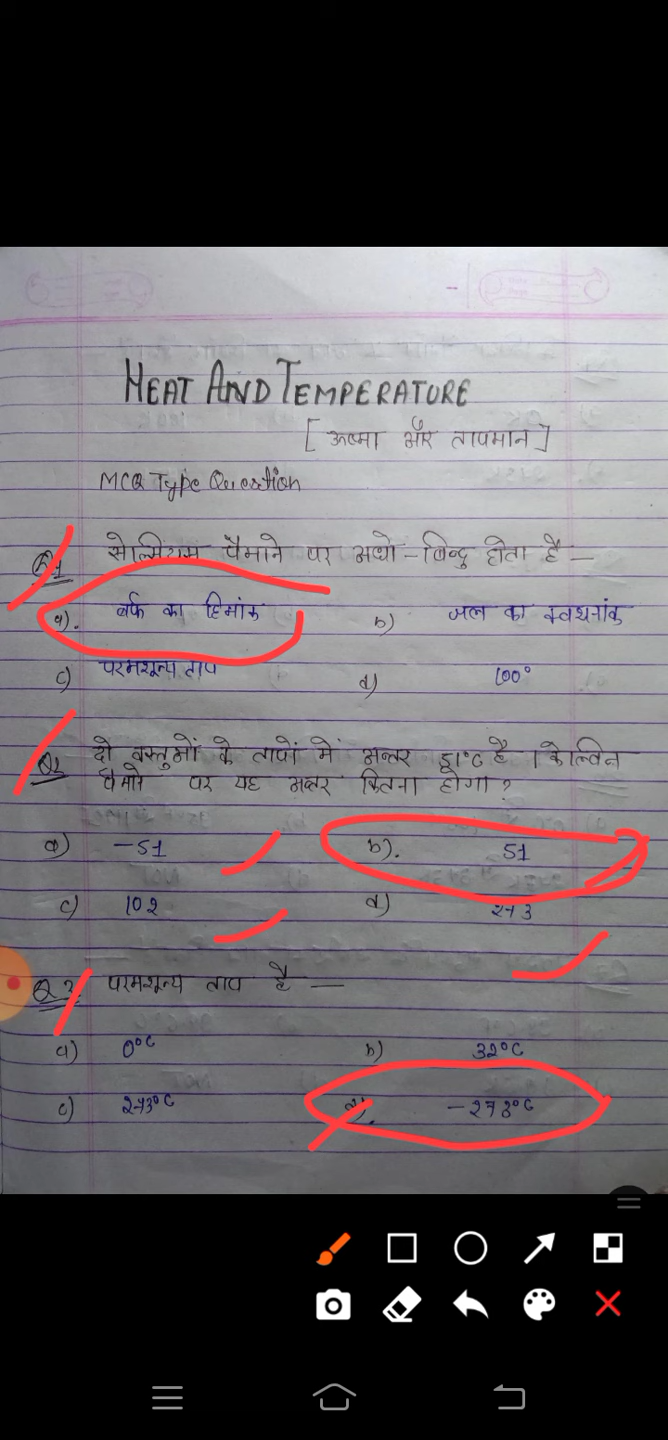 HEAT AND TEMPERATURE
[ ऊष्मा और तापमान ]
MCQ Type Question
Q1 सेल्सियस पैमाने पर अधो-बिन्दु होता है —
a). बर्फ का हिमांक b) जल का क्वथनांक
c) परमशून्य ताप d) 100°
Q2 दो वस्तुओं के तापों में अन्तर 51°C है । केल्विन
पैमाने पर यह अन्तर कितना होगा ?
a) -51 b). 51
c) 102 d) 273
Q3 परमशून्य ताप है —
a) 0°C b) 32°C
c) 273°C d). -273°C